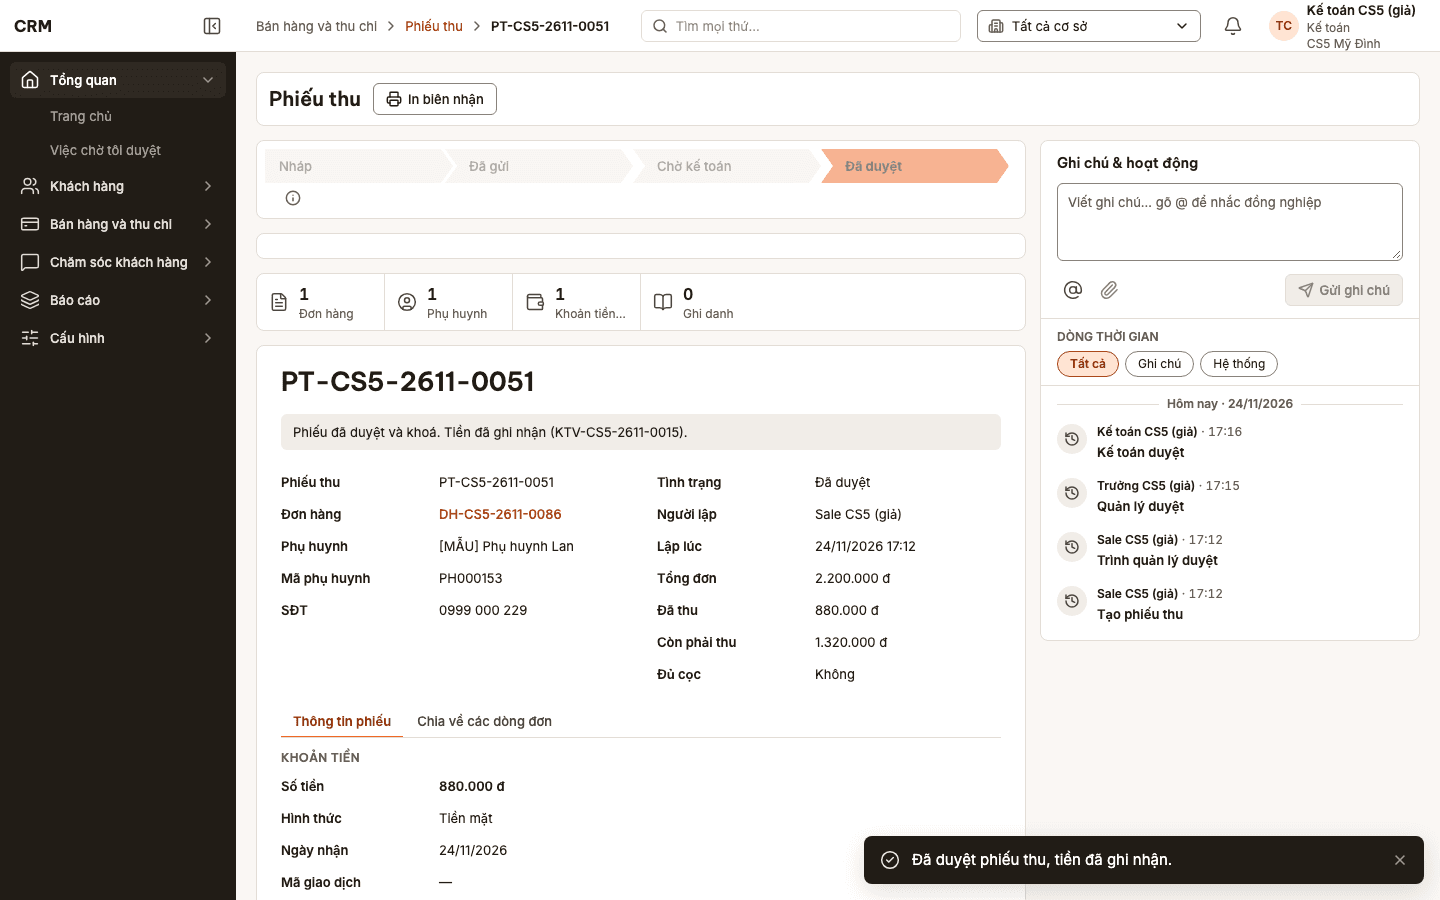 CRM
Bán hàng và thu chi
Phiếu thu
PT-CS5-2611-0051
Tìm mọi thứ...
Tất cả cơ sở
TC
Kế toán CS5 (giả)
Kế toán
CS5 Mỹ Đình
Tổng quan
Trang chủ
Việc chờ tôi duyệt
Khách hàng
Bán hàng và thu chi
Chăm sóc khách hàng
Báo cáo
Cấu hình
Phiếu thu
In biên nhận
Nháp
Đã gửi
Chờ kế toán
Đã duyệt
1
Đơn hàng
1
Phụ huynh
1
Khoản tiền...
0
Ghi danh
PT-CS5-2611-0051
Phiếu đã duyệt và khoá. Tiền đã ghi nhận (KTV-CS5-2611-0015).
Phiếu thu PT-CS5-2611-0051
Đơn hàng DH-CS5-2611-0086
Phụ huynh [MẪU] Phụ huynh Lan
Mã phụ huynh PH000153
SĐT 0999 000 229
Tình trạng Đã duyệt
Người lập Sale CS5 (giả)
Lập lúc 24/11/2026 17:12
Tổng đơn 2.200.000 đ
Đã thu 880.000 đ
Còn phải thu 1.320.000 đ
Đủ cọc Không
Thông tin phiếu
Chia về các dòng đơn
KHOẢN TIỀN
Số tiền 880.000 đ
Hình thức Tiền mặt
Ngày nhận 24/11/2026
Mã giao dịch —
Ghi chú & hoạt động
Viết ghi chú... gõ @ để nhắc đồng nghiệp
Gửi ghi chú
DÒNG THỜI GIAN
Tất cả
Ghi chú
Hệ thống
Hôm nay · 24/11/2026
Kế toán CS5 (giả) · 17:16
Kế toán duyệt
Trưởng CS5 (giả) · 17:15
Quản lý duyệt
Sale CS5 (giả) · 17:12
Trình quản lý duyệt
Sale CS5 (giả) · 17:12
Tạo phiếu thu
Đã duyệt phiếu thu, tiền đã ghi nhận.